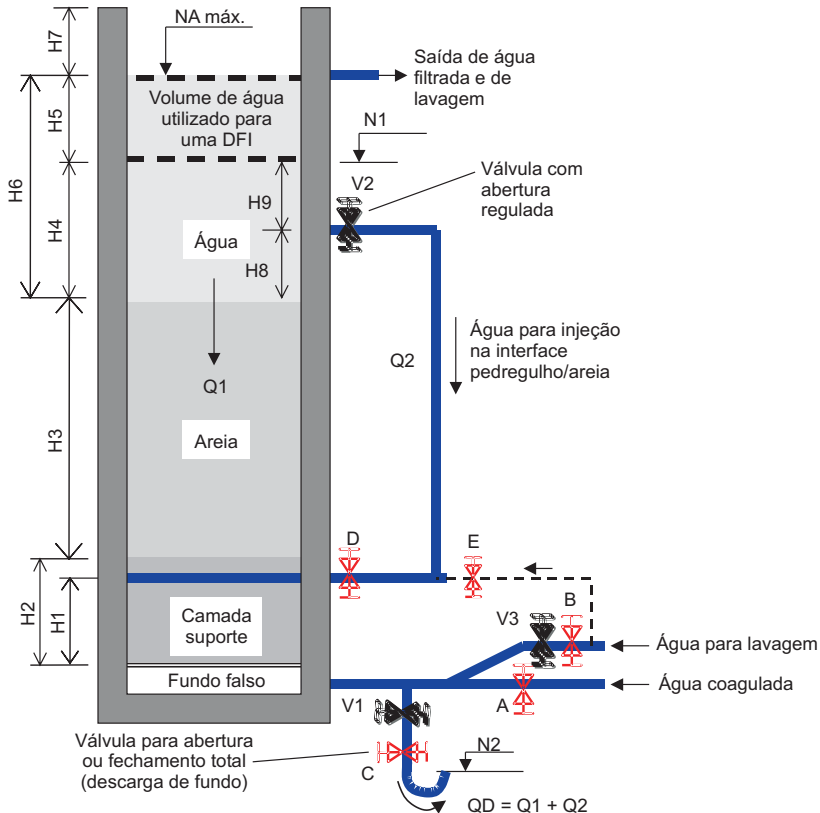 NA máx.
H7
Saída de água
filtrada e de
lavagem
Volume de água
utilizado para
uma DFI
H5
N1
H6
V2
Válvula com
abertura
regulada
H9
H4
Água
H8
Água para injeção
na interface
pedregulho/areia
Q2
Q1
Areia
H3
D
E
H2
H1
Camada
suporte
V3
B
Água para lavagem
Fundo falso
Água coagulada
A
V1
Válvula para abertura
ou fechamento total
(descarga de fundo)
C
N2
QD = Q1 + Q2